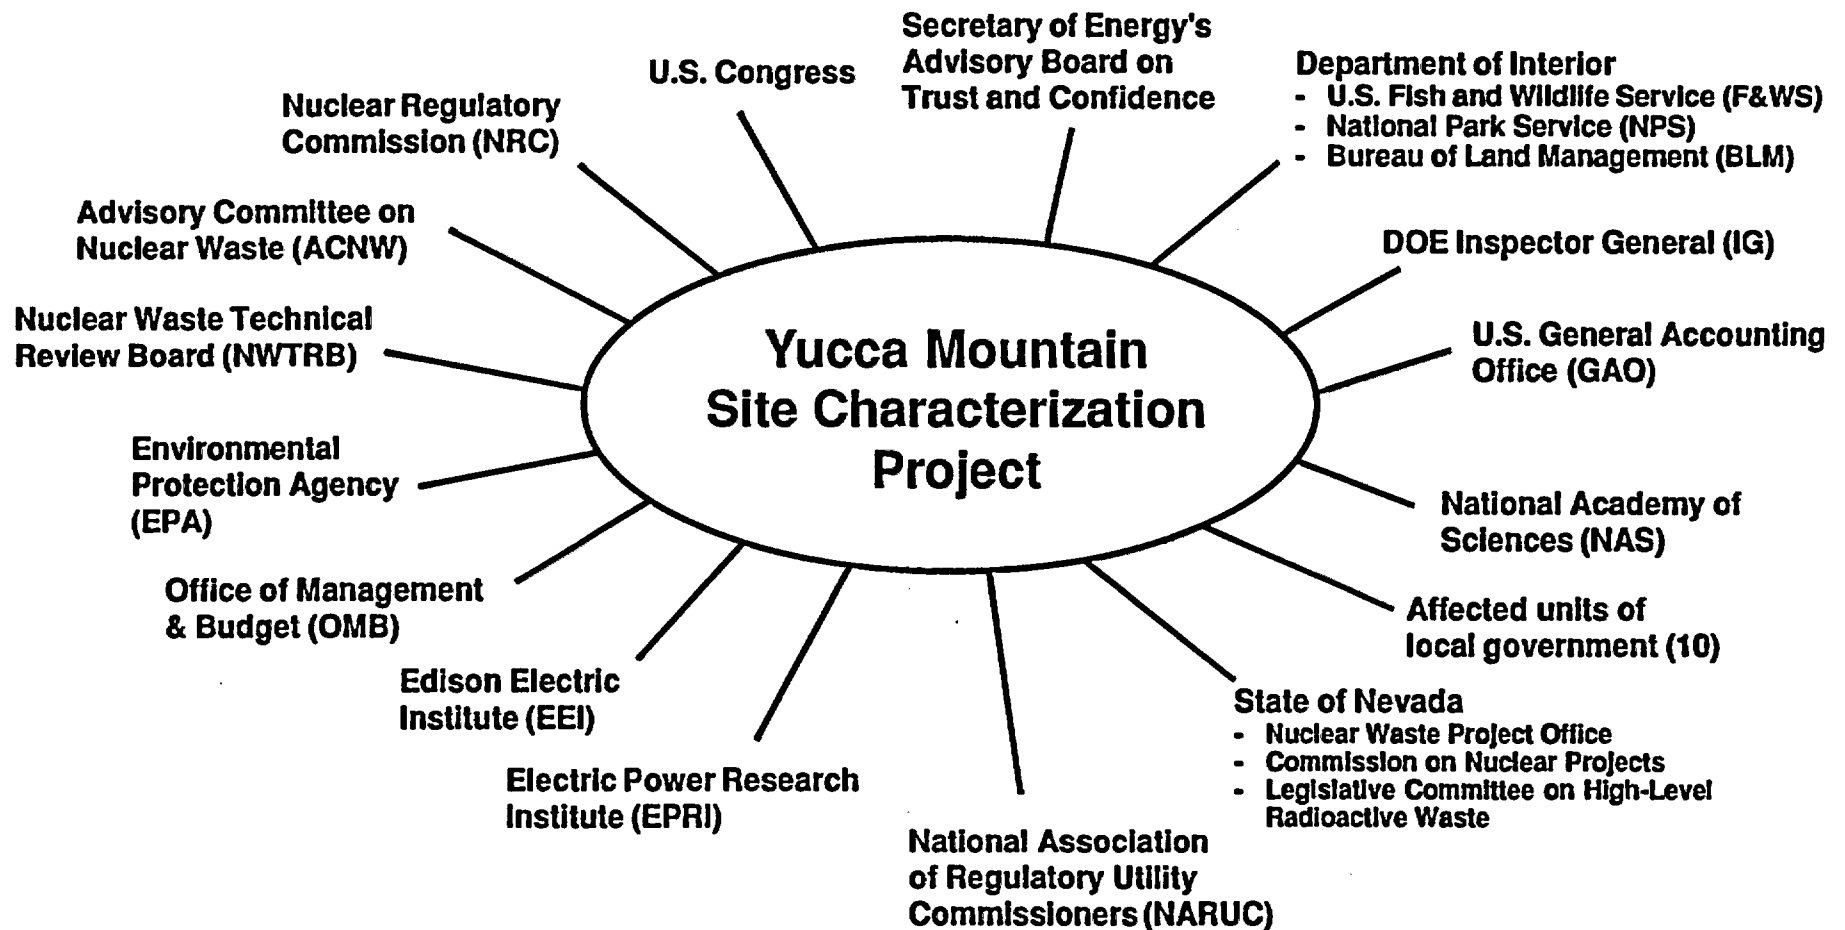 Secretary of Energy's
Advisory Board on
Trust and Confidence
U.S. Congress
Department of Interior
- U.S. Fish and Wildlife Service (F&WS)
- National Park Service (NPS)
- Bureau of Land Management (BLM)
Nuclear Regulatory
Commission (NRC)
Advisory Committee on
Nuclear Waste (ACNW)
DOE Inspector General (IG)
Nuclear Waste Technical
Review Board (NWTRB)
U.S. General Accounting
Office (GAO)
Yucca Mountain
Site Characterization
Project
Environmental
Protection Agency
(EPA)
National Academy of
Sciences (NAS)
Office of Management
& Budget (OMB)
Affected units of
local government (10)
Edison Electric
Institute (EEI)
State of Nevada
- Nuclear Waste Project Office
- Commission on Nuclear Projects
- Legislative Committee on High-Level
Radioactive Waste
Electric Power Research
Institute (EPRI)
National Association
of Regulatory Utility
Commissioners (NARUC)